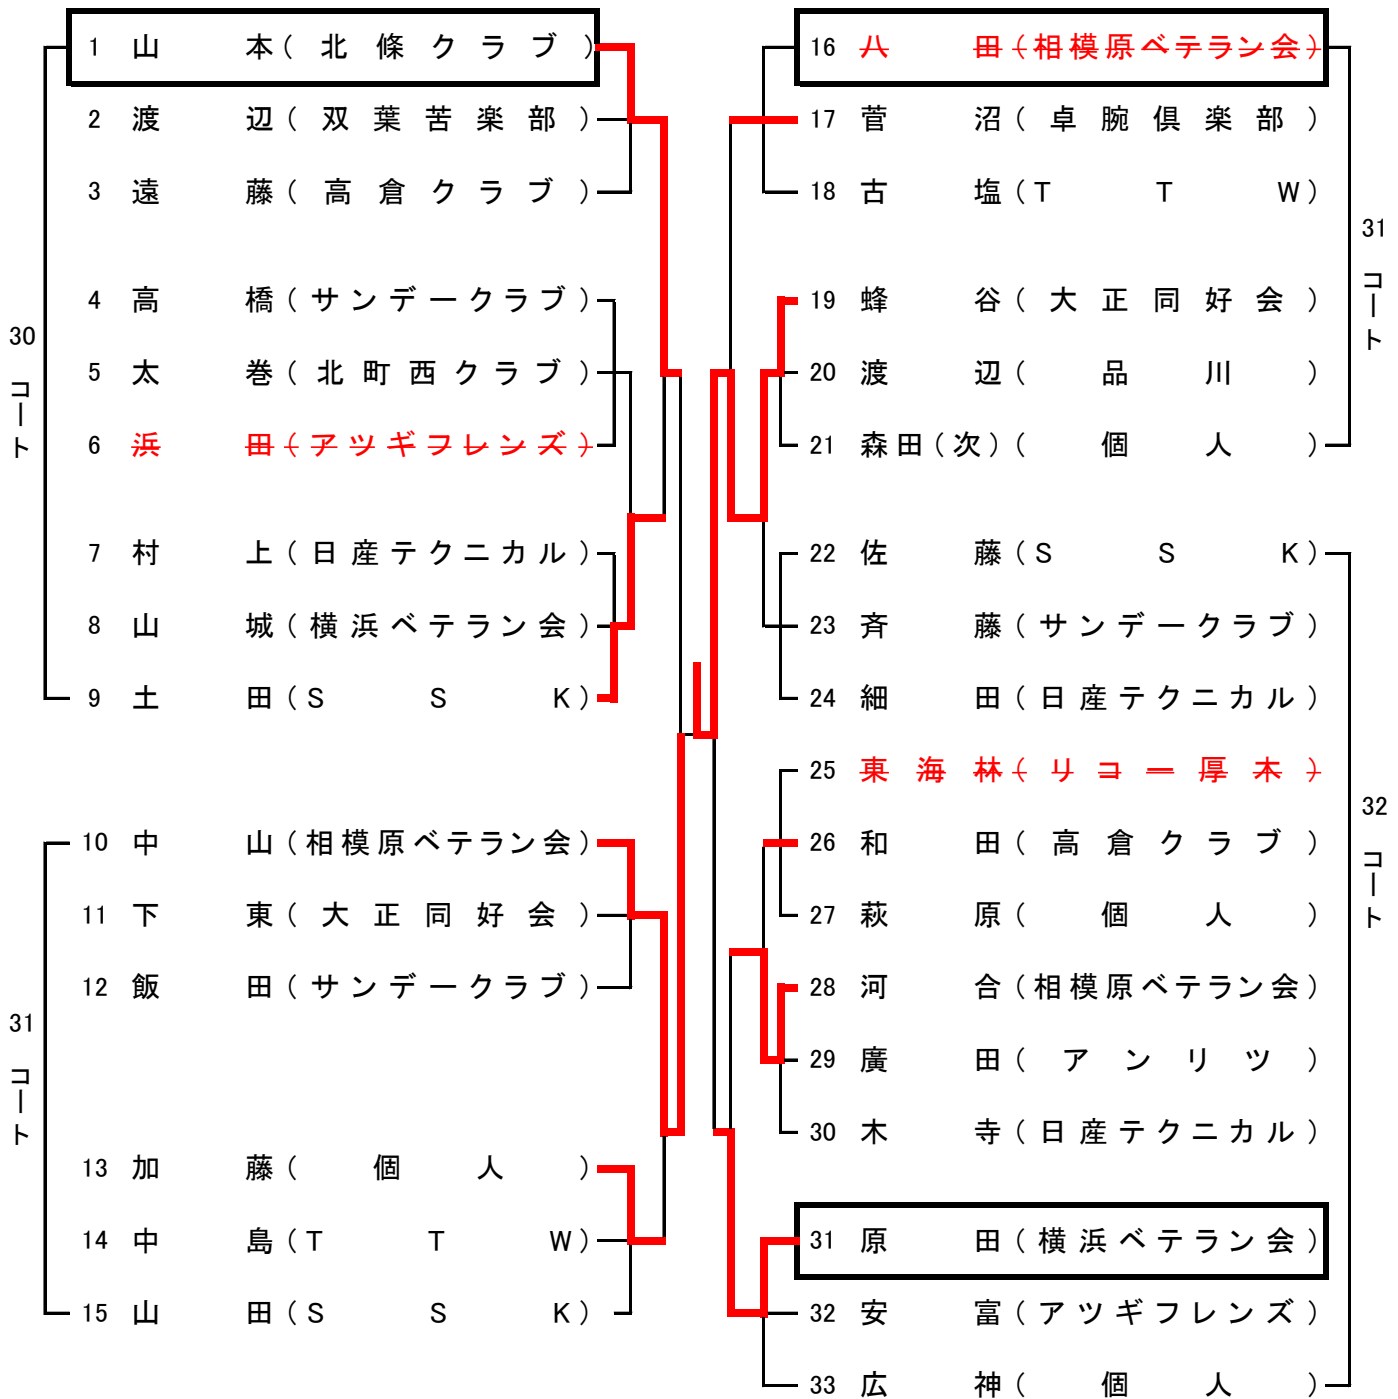 30コート
1 山本(北條クラブ)
2 渡辺(双葉苦楽部)
3 遠藤(高倉クラブ)
4 高橋(サンデークラブ)
5 太巻(北町西クラブ)
6 浜田(アツギフレンズ)
7 村上(日産テクニカル)
8 山城(横浜ベテラン会)
9 土田(SSK)
31コート
10 中山(相模原ベテラン会)
11 下東(大正同好会)
12 飯田(サンデークラブ)
13 加藤(個人)
14 中島(TTW)
15 山田(SSK)
16 八田(相模原ベテラン会)
17 菅沼(卓腕倶楽部)
18 古塩(TTW)
31コート
19 蜂谷(大正同好会)
20 渡辺(品川)
21 森田(次)(個人)
22 佐藤(SSK)
23 斉藤(サンデークラブ)
24 細田(日産テクニカル)
25 東海林(リコー厚木)
32コート
26 和田(高倉クラブ)
27 萩原(個人)
28 河合(相模原ベテラン会)
29 廣田(アンリツ)
30 木寺(日産テクニカル)
31 原田(横浜ベテラン会)
32 安富(アツギフレンズ)
33 広神(個人)